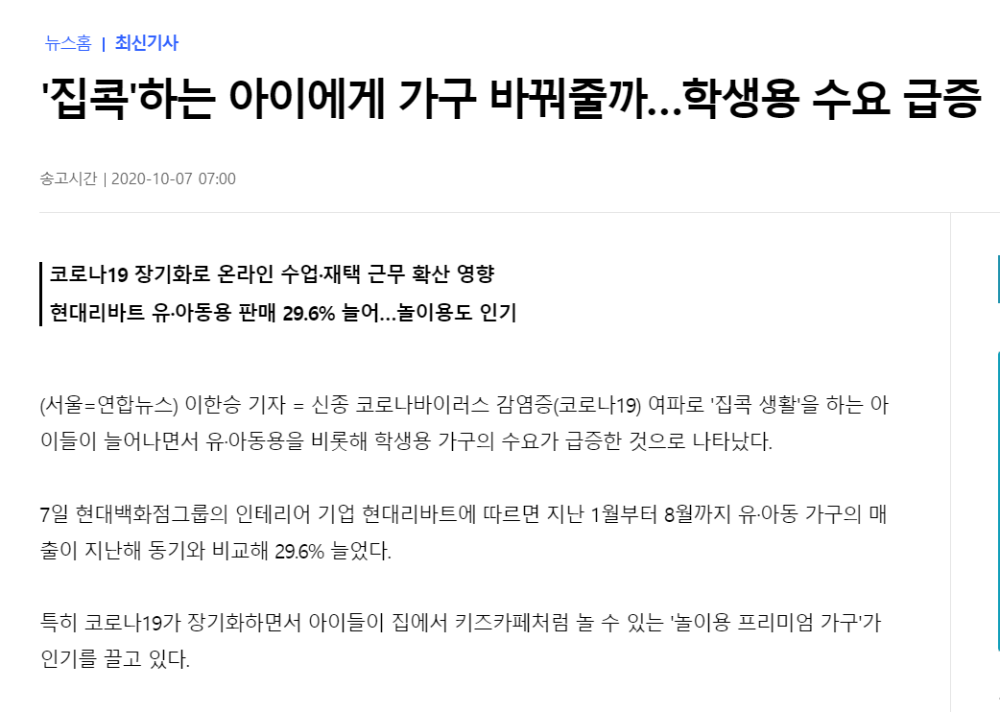 뉴스홈 | 최신기사
'집콕'하는 아이에게 가구 바꿔줄까…학생용 수요 급증
송고시간 | 2020-10-07 07:00
코로나19 장기화로 온라인 수업·재택 근무 확산 영향
현대리바트 유·아동용 판매 29.6% 늘어…놀이용도 인기
(서울=연합뉴스) 이한승 기자 = 신종 코로나바이러스 감염증(코로나19) 여파로 '집콕 생활'을 하는 아
이들이 늘어나면서 유·아동용을 비롯해 학생용 가구의 수요가 급증한 것으로 나타났다.
7일 현대백화점그룹의 인테리어 기업 현대리바트에 따르면 지난 1월부터 8월까지 유·아동 가구의 매
출이 지난해 동기와 비교해 29.6% 늘었다.
특히 코로나19가 장기화하면서 아이들이 집에서 키즈카페처럼 놀 수 있는 '놀이용 프리미엄 가구'가
인기를 끌고 있다.